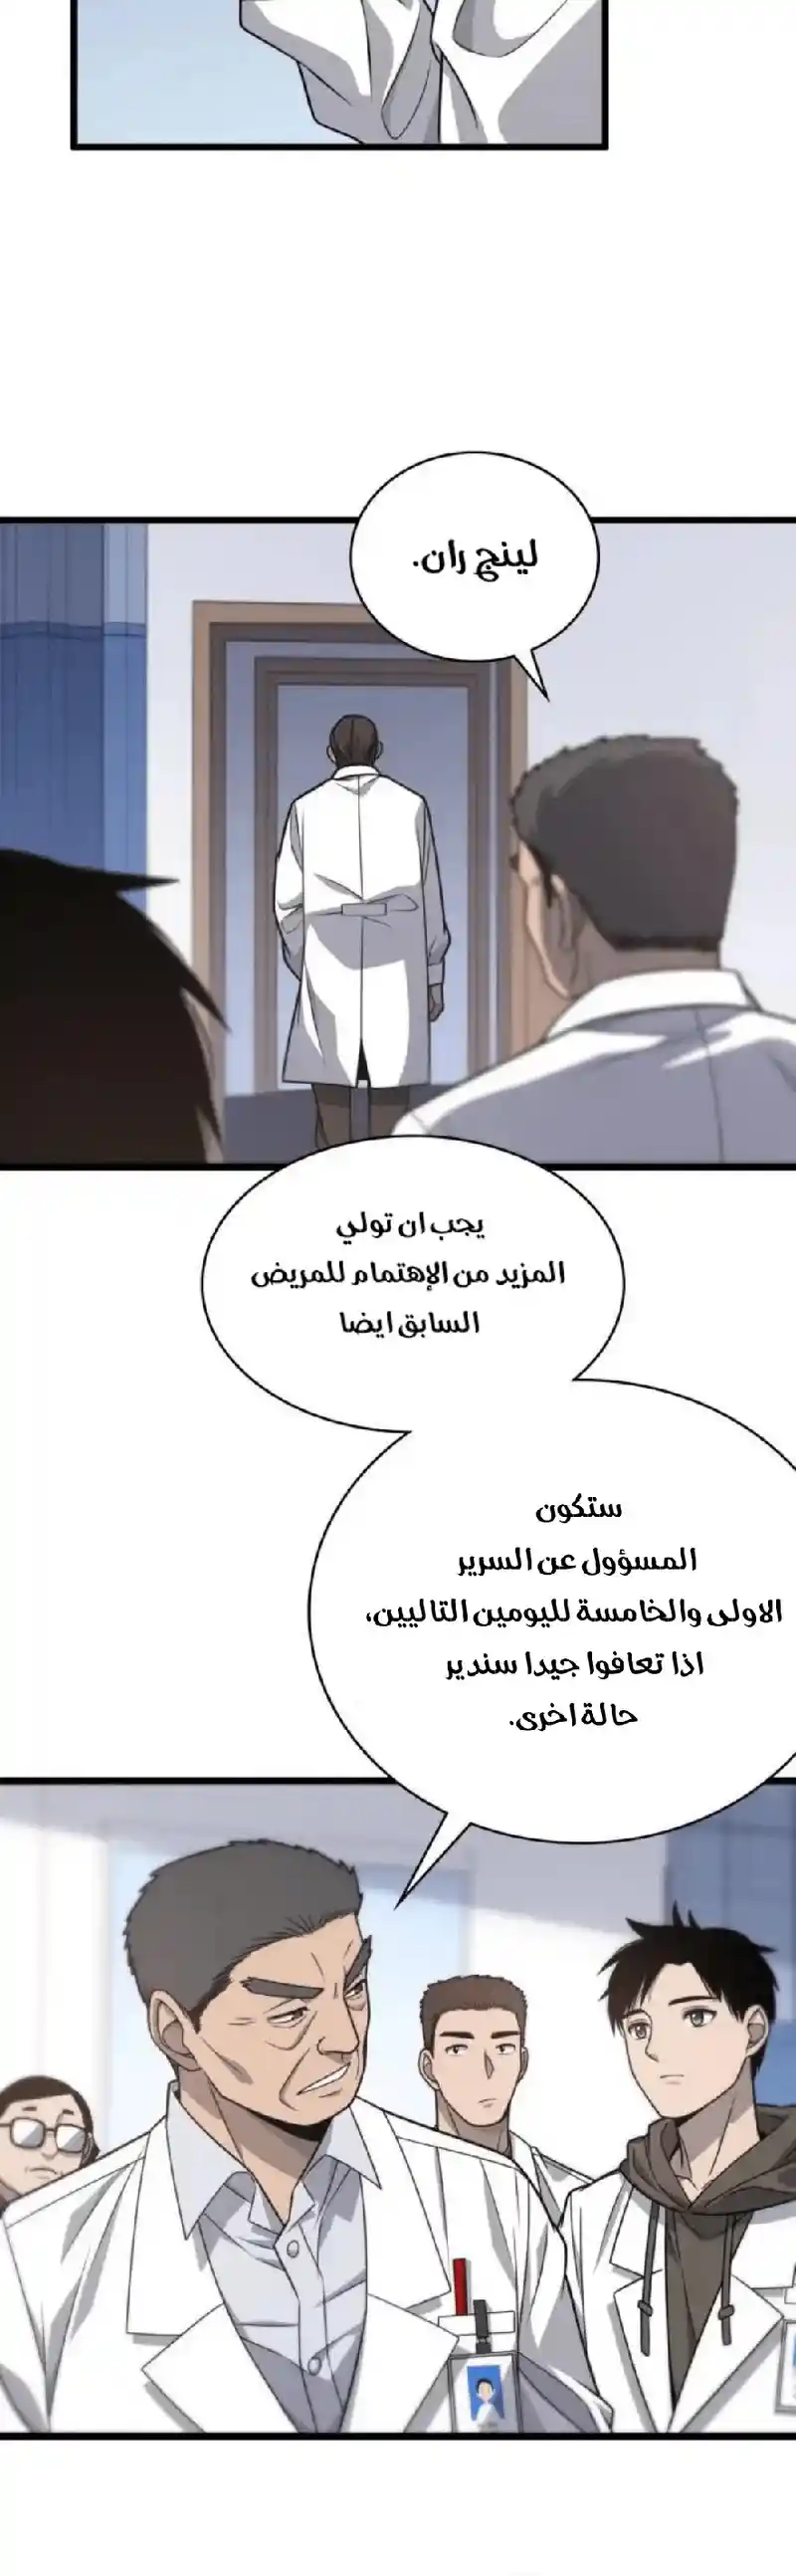 لينج ران.
يجب ان تولي
المزيد من الإهتمام للمريض
السابق ايضا
ستكون
المسؤول عن السرير
الاولى والخامسة لليومين التاليين،
اذا تعافوا جيدا سندير
حالة اخرى.